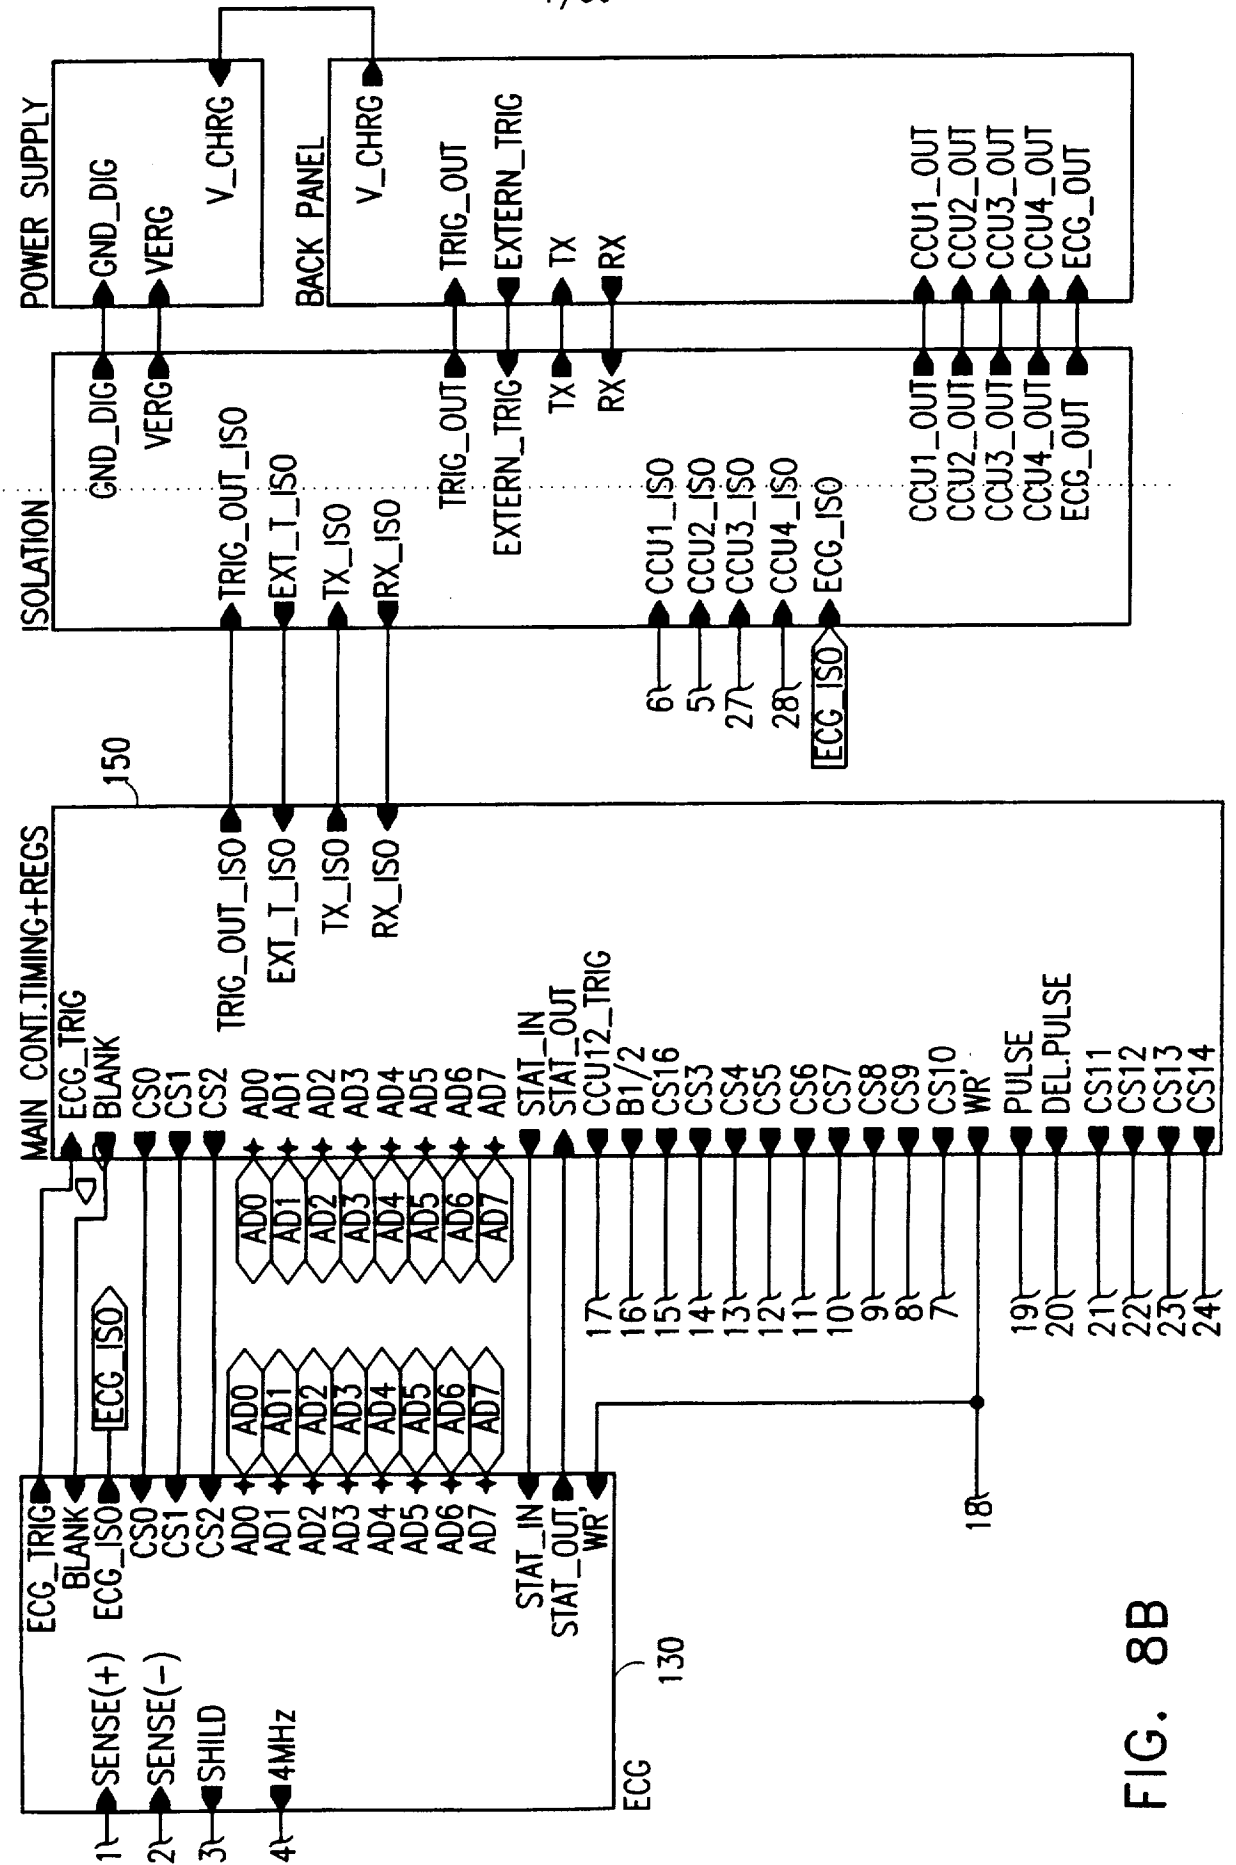 POWER SUPPLY
GND_DIG
VERG
V_CHRG
BACK PANEL
V_CHRG
TRIG_OUT
EXTERN_TRIG
TX
RX
CCU1_OUT
CCU2_OUT
CCU3_OUT
CCU4_OUT
ECG_OUT
ISOLATION
GND_DIG
VERG
TRIG_OUT_ISO
EXT_T_ISO
TX_ISO
RX_ISO
TRIG_OUT
EXTERN_TRIG
TX
RX
CCU1_ISO
CCU2_ISO
CCU3_ISO
CCU4_ISO
ECG_ISO
CCU1_OUT
CCU2_OUT
CCU3_OUT
CCU4_OUT
ECG_OUT
6
5
27
28
ECG_ISO
150
MAIN CONT.TIMING+REGS
ECG_TRIG
BLANK
CS0
CS1
CS2
AD0
AD1
AD2
AD3
AD4
AD5
AD6
AD7
STAT_IN
STAT_OUT
CCU12_TRIG
B1/2
CS16
CS3
CS4
CS5
CS6
CS7
CS8
CS9
CS10
WR'
PULSE
DEL.PULSE
CS11
CS12
CS13
CS14
TRIG_OUT_ISO
EXT_T_ISO
TX_ISO
RX_ISO
AD0
AD1
AD2
AD3
AD4
AD5
AD6
AD7
17
16
15
14
13
12
11
10
9
8
7
19
20
21
22
23
24
18
ECG_ISO
AD0
AD1
AD2
AD3
AD4
AD5
AD6
AD7
ECG_TRIG
BLANK
ECG_ISO
CS0
CS1
CS2
AD0
AD1
AD2
AD3
AD4
AD5
AD6
AD7
STAT_IN
STAT_OUT
WR'
1 SENSE(+)
2 SENSE(-)
3 SHILD
4 4MHz
ECG
130
FIG. 8B